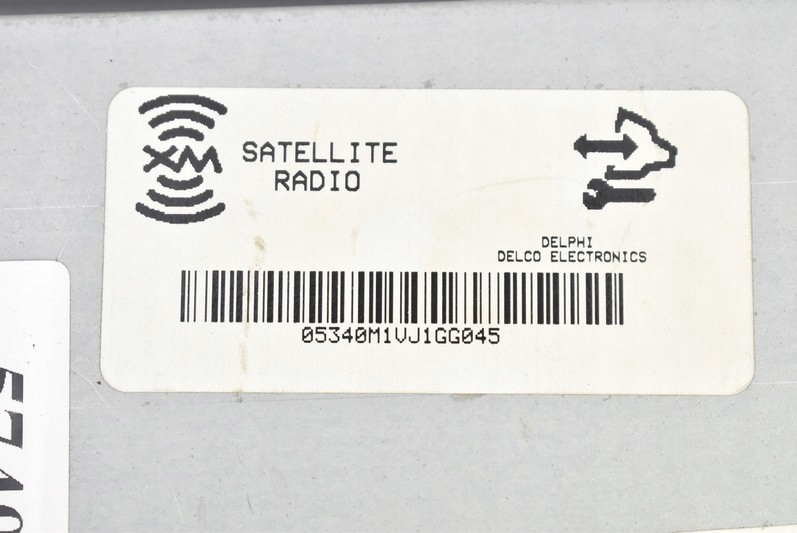 XM
SATELLITE
RADIO
DELPHI
DELCO ELECTRONICS
05340M1VJ1GG045